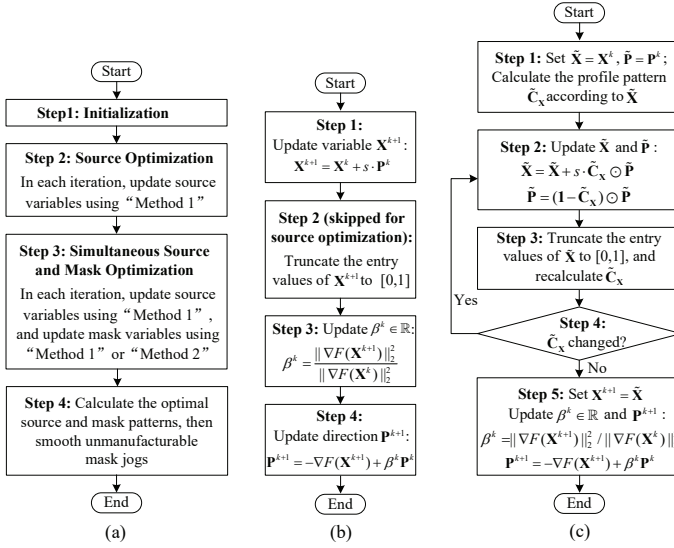 Start
Step1: Initialization
Step 2: Source Optimization
In each iteration, update source
variables using “Method 1”
Step 3: Simultaneous Source
and Mask Optimization
In each iteration, update source
variables using “Method 1”,
and update mask variables using
“Method 1” or “Method 2”
Step 4: Calculate the optimal
source and mask patterns, then
smooth unmanufacturable
mask jogs
End
(a)
Start
Step 1:
Update variable X^{k+1}:
X^{k+1} = X^k + s·P^k
Step 2 (skipped for
source optimization):
Truncate the entry
values of X^{k+1} to [0,1]
Step 3: Update β^k ∈ ℝ:
β^k = ||∇F(X^{k+1})||_2^2 / ||∇F(X^k)||_2^2
Step 4:
Update direction P^{k+1}:
P^{k+1} = −∇F(X^{k+1}) + β^k P^k
End
(b)
Start
Step 1: Set X̃ = X^k, P̃ = P^k;
Calculate the profile pattern
C̃_X according to X̃
Step 2: Update X̃ and P̃:
X̃ = X̃ + s·C̃_X ⊙ P̃
P̃ = (1−C̃_X) ⊙ P̃
Step 3: Truncate the entry
values of X̃ to [0,1], and
recalculate C̃_X
Yes
Step 4:
C̃_X changed?
No
Step 5: Set X^{k+1} = X̃
Update β^k ∈ ℝ and P^{k+1}:
β^k = ||∇F(X^{k+1})||_2^2 / ||∇F(X^k)||
P^{k+1} = −∇F(X^{k+1}) + β^k P^k
End
(c)